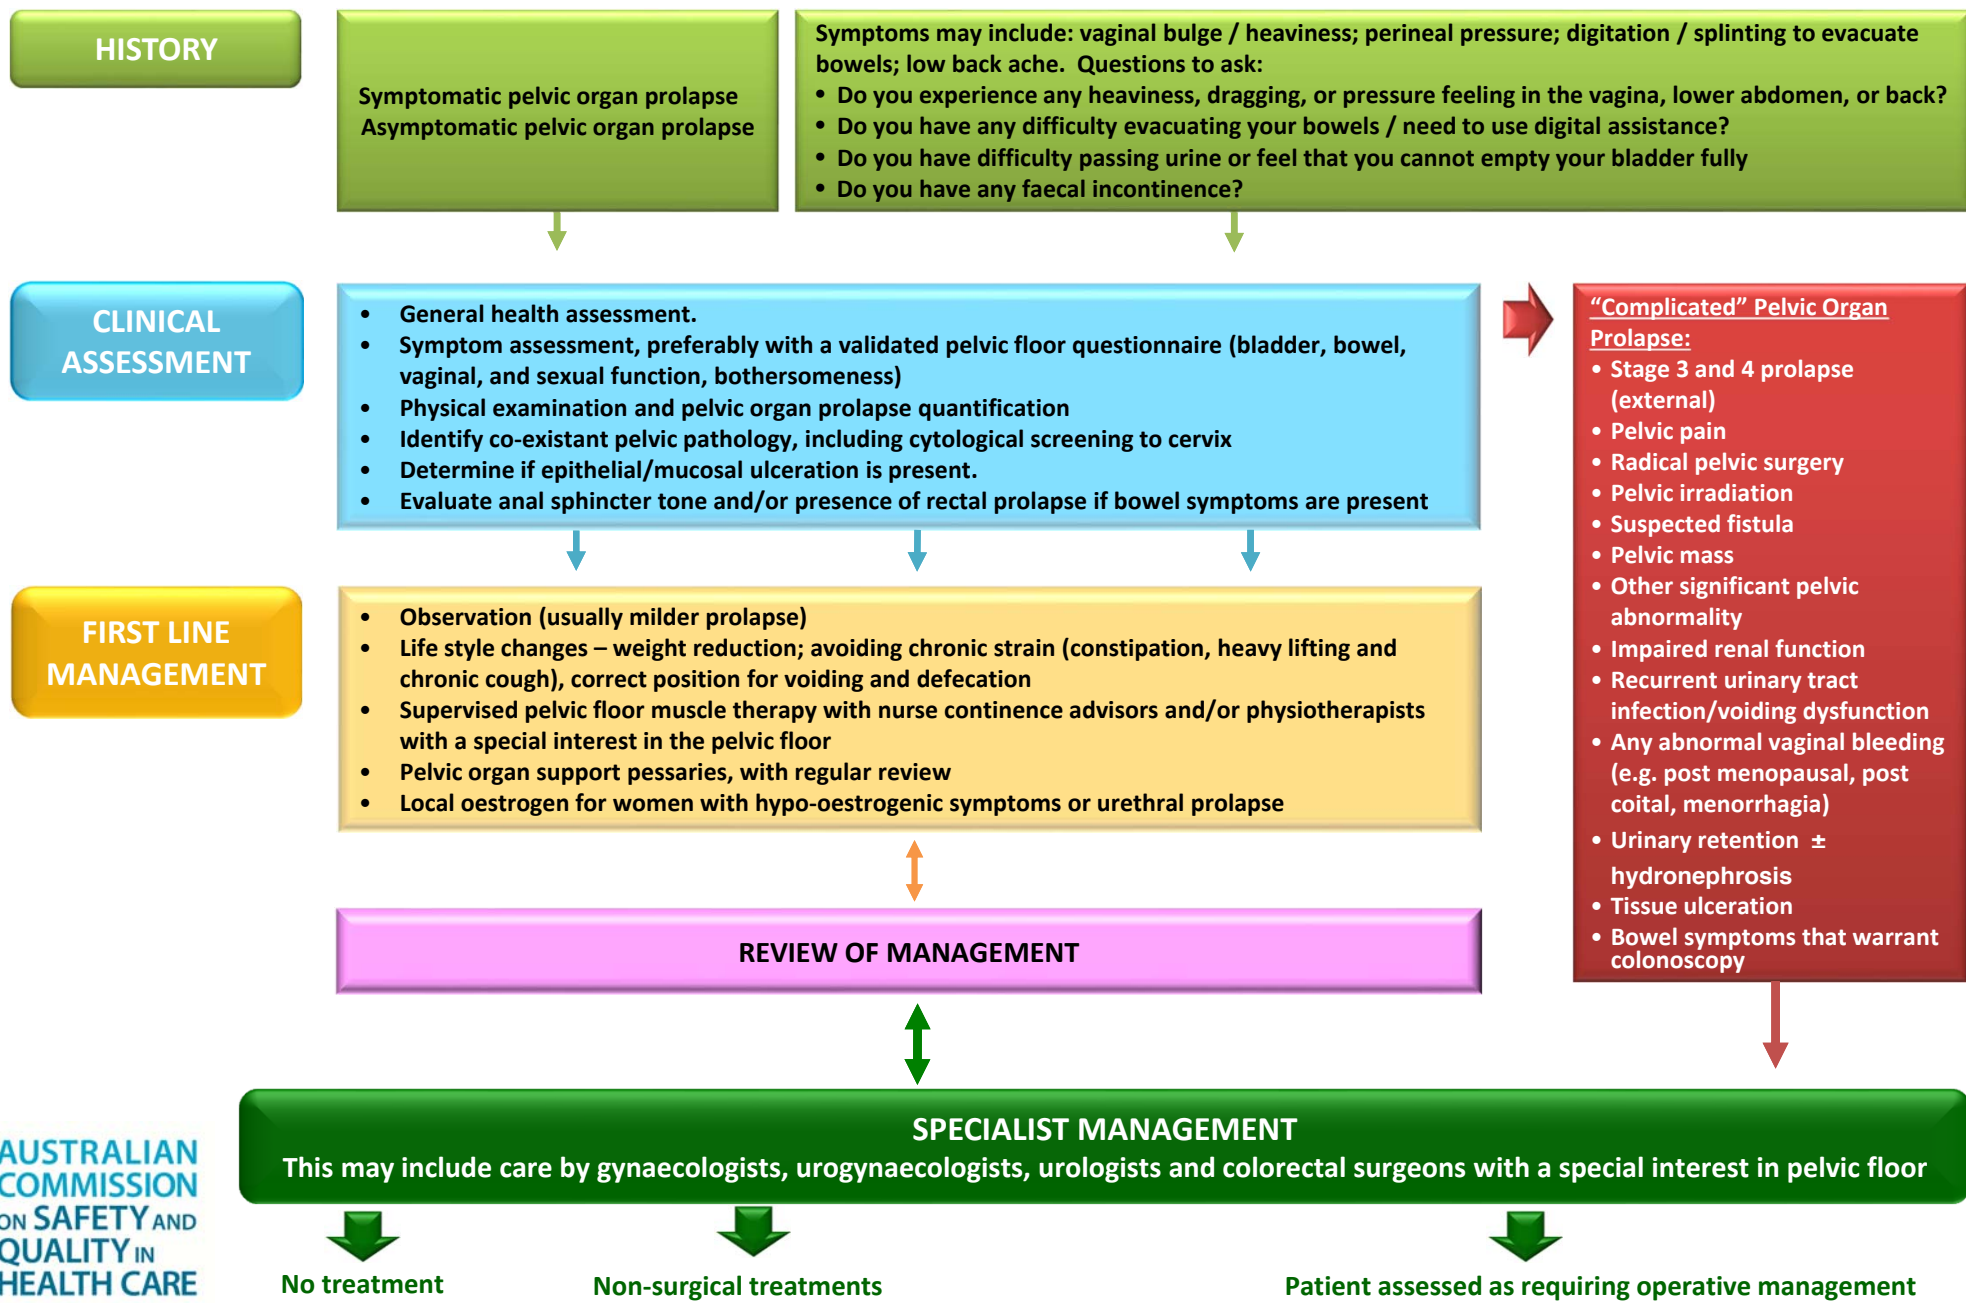 HISTORY
Symptomatic pelvic organ prolapse
Asymptomatic pelvic organ prolapse
Symptoms may include: vaginal bulge / heaviness; perineal pressure; digitation / splinting to evacuate
bowels; low back ache.  Questions to ask:
• Do you experience any heaviness, dragging, or pressure feeling in the vagina, lower abdomen, or back?
• Do you have any difficulty evacuating your bowels / need to use digital assistance?
• Do you have difficulty passing urine or feel that you cannot empty your bladder fully
• Do you have any faecal incontinence?
CLINICAL
ASSESSMENT
• General health assessment.
• Symptom assessment, preferably with a validated pelvic floor questionnaire (bladder, bowel,
vaginal, and sexual function, bothersomeness)
• Physical examination and pelvic organ prolapse quantification
• Identify co-existant pelvic pathology, including cytological screening to cervix
• Determine if epithelial/mucosal ulceration is present.
• Evaluate anal sphincter tone and/or presence of rectal prolapse if bowel symptoms are present
"Complicated" Pelvic Organ
Prolapse:
• Stage 3 and 4 prolapse
(external)
• Pelvic pain
• Radical pelvic surgery
• Pelvic irradiation
• Suspected fistula
• Pelvic mass
• Other significant pelvic
abnormality
• Impaired renal function
• Recurrent urinary tract
infection/voiding dysfunction
• Any abnormal vaginal bleeding
(e.g. post menopausal, post
coital, menorrhagia)
• Urinary retention ±
hydronephrosis
• Tissue ulceration
• Bowel symptoms that warrant
colonoscopy
FIRST LINE
MANAGEMENT
• Observation (usually milder prolapse)
• Life style changes – weight reduction; avoiding chronic strain (constipation, heavy lifting and
chronic cough), correct position for voiding and defecation
• Supervised pelvic floor muscle therapy with nurse continence advisors and/or physiotherapists
with a special interest in the pelvic floor
• Pelvic organ support pessaries, with regular review
• Local oestrogen for women with hypo-oestrogenic symptoms or urethral prolapse
REVIEW OF MANAGEMENT
SPECIALIST MANAGEMENT
This may include care by gynaecologists, urogynaecologists, urologists and colorectal surgeons with a special interest in pelvic floor
AUSTRALIAN
COMMISSION
ON SAFETY AND
QUALITY IN
HEALTH CARE
No treatment
Non-surgical treatments
Patient assessed as requiring operative management